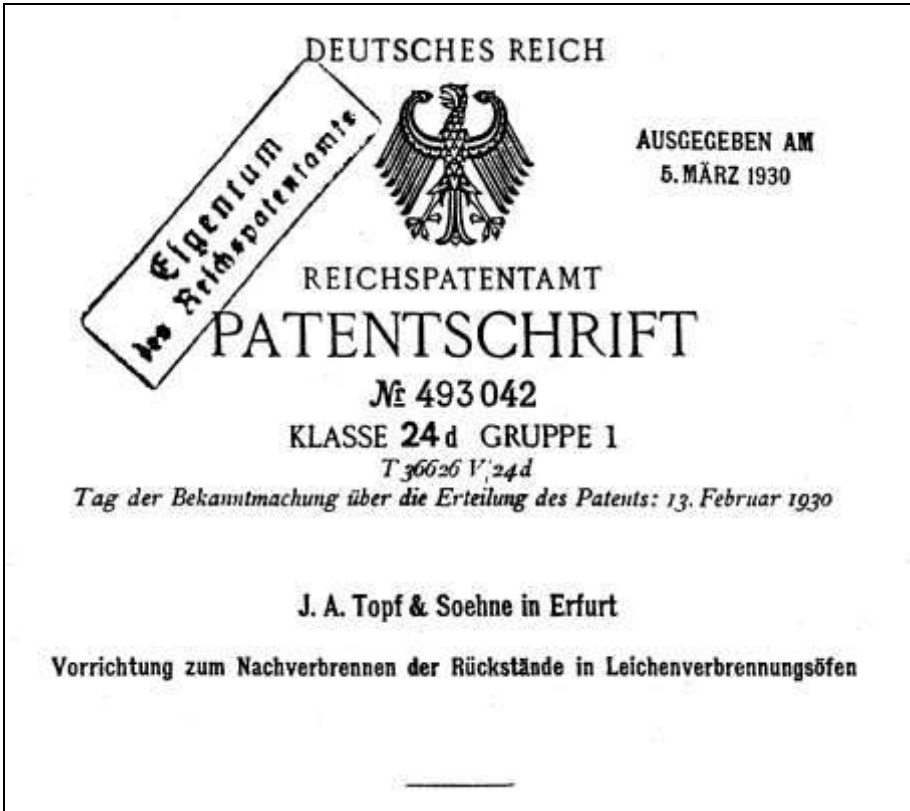 DEUTSCHES REICH
Eigentum
des Reichspatentamts
AUSGEGEBEN AM
5. MÄRZ 1930
REICHSPATENTAMT
PATENTSCHRIFT
№ 493042
KLASSE 24d GRUPPE 1
T 36626 V/24d
Tag der Bekanntmachung über die Erteilung des Patents: 13. Februar 1930
J. A. Topf & Soehne in Erfurt
Vorrichtung zum Nachverbrennen der Rückstände in Leichenverbrennungsöfen